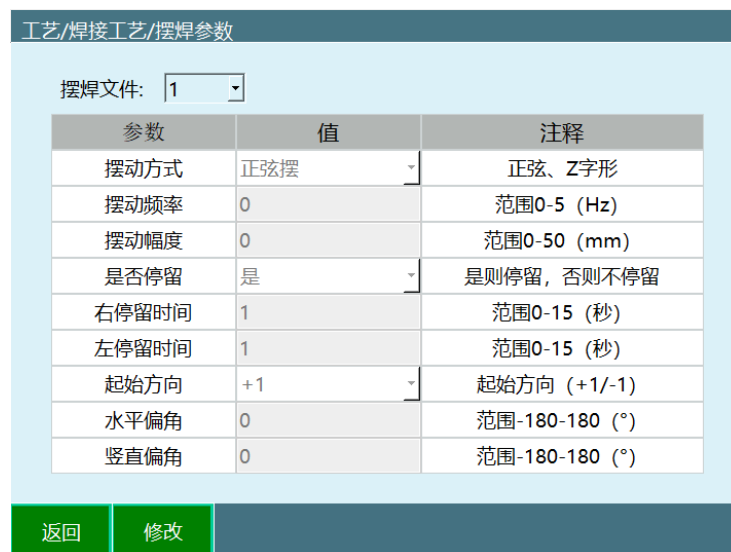 工艺/焊接工艺/摆焊参数
摆焊文件: 1
参数 值 注释
摆动方式 正弦摆 正弦、Z字形
摆动频率 0 范围0-5（Hz）
摆动幅度 0 范围0-50（mm）
是否停留 是 是则停留，否则不停留
右停留时间 1 范围0-15（秒）
左停留时间 1 范围0-15（秒）
起始方向 +1 起始方向（+1/-1）
水平偏角 0 范围-180-180（°）
竖直偏角 0 范围-180-180（°）
返回 修改